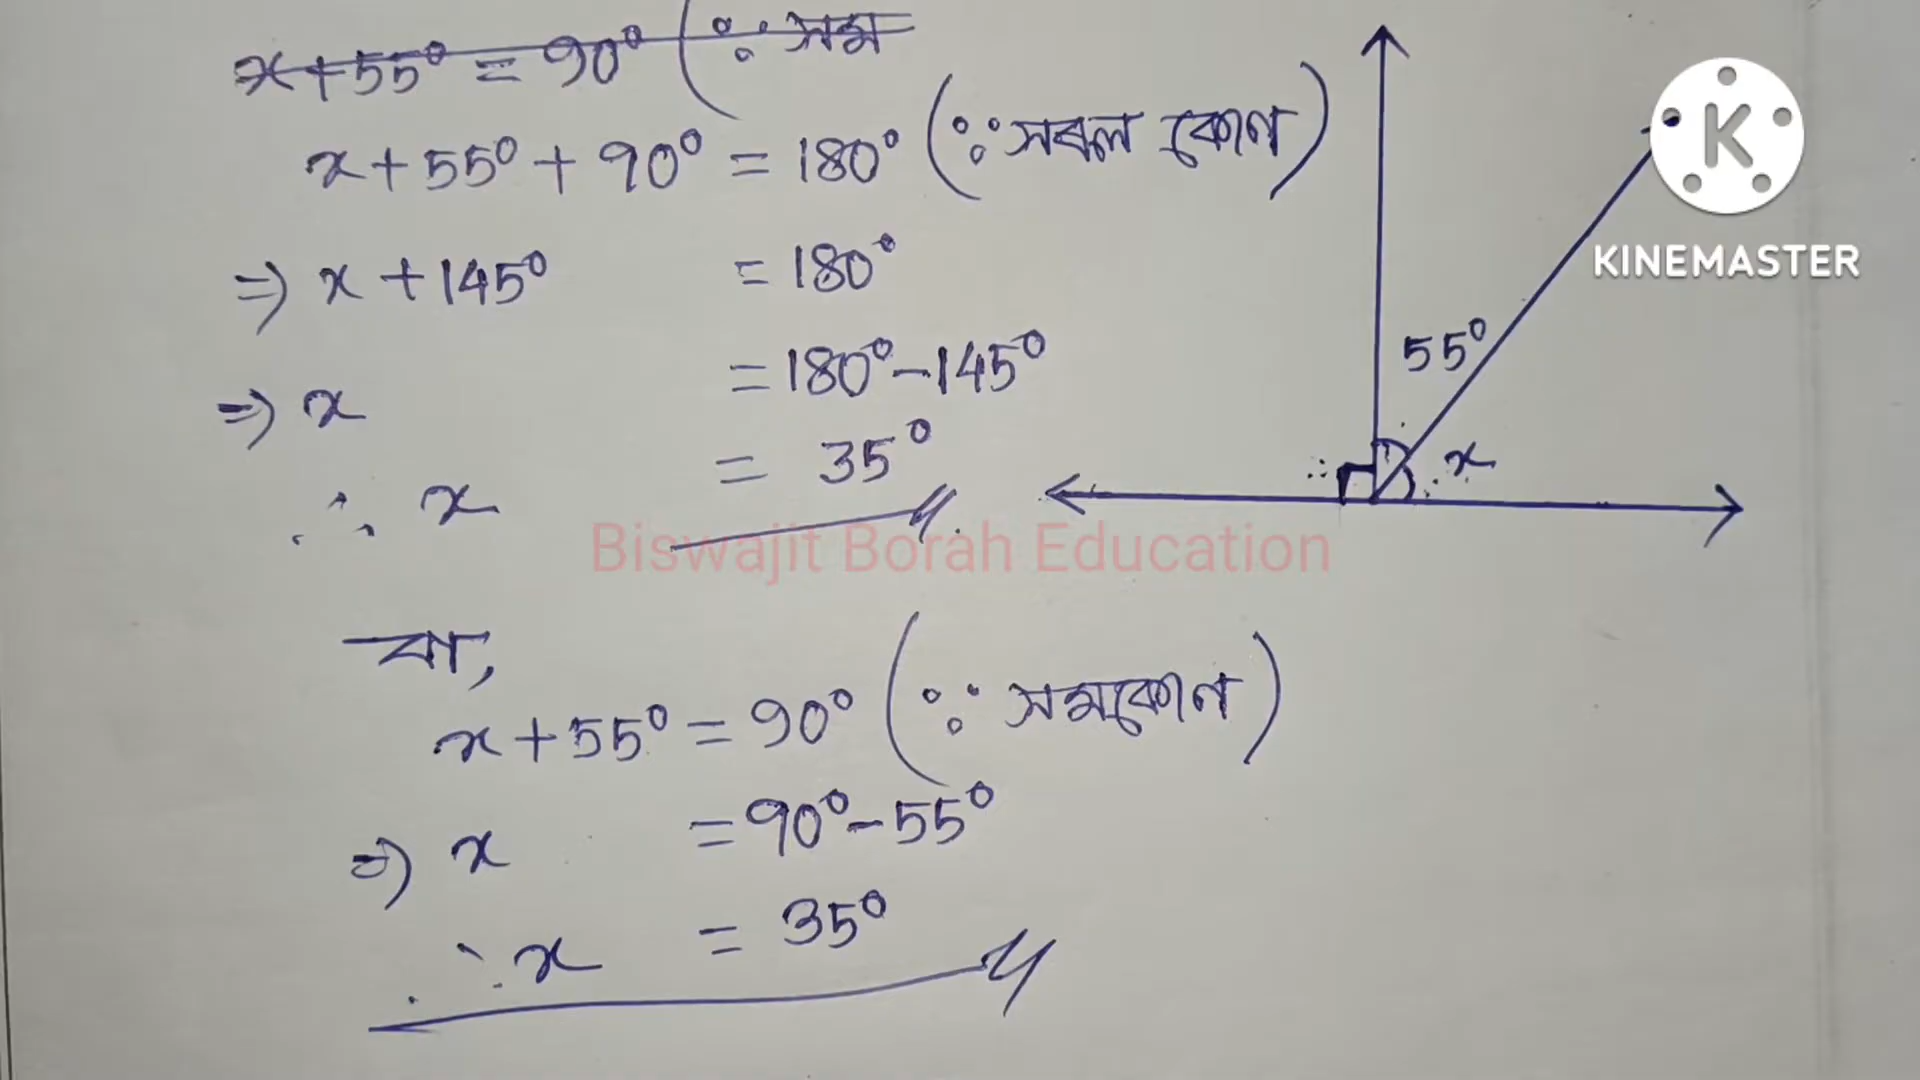 x+55° = 90° (∵ সম
x+55°+90° = 180° (∵ সৰল কোণ)
⇒ x+145° = 180°
⇒ x = 180°-145°
∴ x = 35°
বা,
x+55° = 90° (∵ সমকোণ)
⇒ x = 90°-55°
∴ x = 35°
55°
x
K
KINEMASTER
Biswajit Borah Education